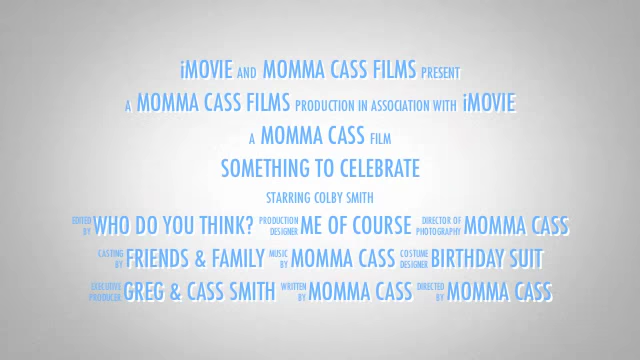 iMOVIE AND MOMMA CASS FILMS PRESENT
A MOMMA CASS FILMS PRODUCTION IN ASSOCIATION WITH iMOVIE
A MOMMA CASS FILM
SOMETHING TO CELEBRATE
STARRING COLBY SMITH
EDITED BY WHO DO YOU THINK? PRODUCTION DESIGNER ME OF COURSE DIRECTOR OF PHOTOGRAPHY MOMMA CASS
CASTING BY FRIENDS & FAMILY MUSIC BY MOMMA CASS COSTUME DESIGNER BIRTHDAY SUIT
EXECUTIVE PRODUCER GREG & CASS SMITH WRITTEN BY MOMMA CASS DIRECTED BY MOMMA CASS